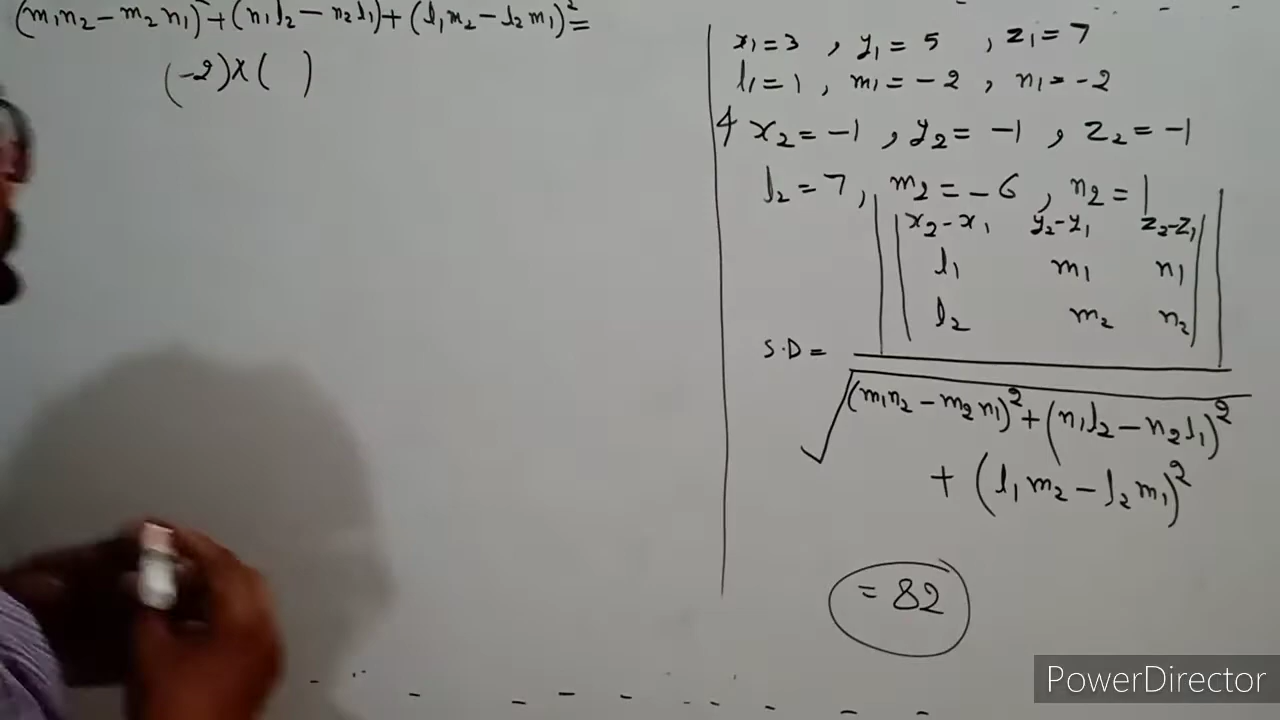 (m₁n₂ − m₂n₁)² + (n₁l₂ − n₂l₁) + (l₁m₂ − l₂m₁)² =
(−2)×( )
x₁ = 3 , y₁ = 5 , z₁ = 7
l₁ = 1 , m₁ = −2 , n₁ = −2
4 x₂ = −1 , y₂ = −1 , z₂ = −1
l₂ = 7 , m₂ = −6 , n₂ = 1
x₂−x₁ y₂−y₁ z₂−z₁
l₁ m₁ n₁
l₂ m₂ n₂
S.D =
√(m₁n₂ − m₂n₁)² + (n₁l₂ − n₂l₁)²
+ (l₁m₂ − l₂m₁)²
= 82
PowerDirector